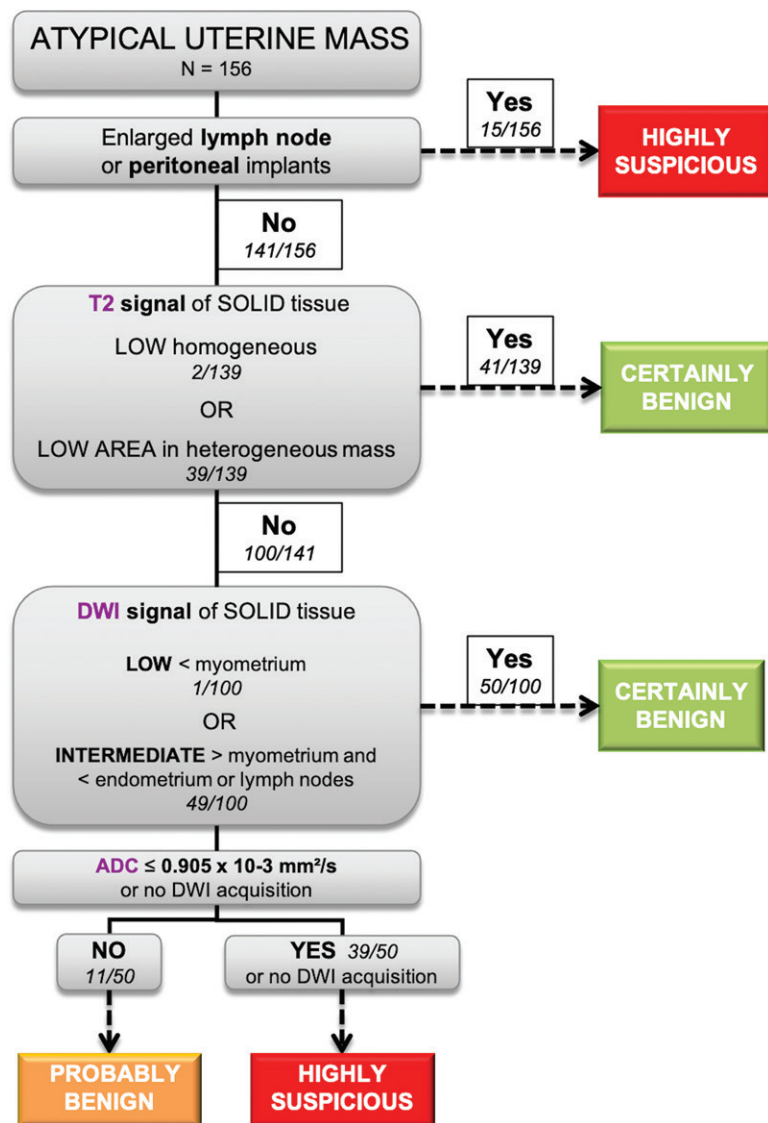 ATYPICAL UTERINE MASS
N = 156
Enlarged lymph node
or peritoneal implants
Yes
15/156
HIGHLY
SUSPICIOUS
No
141/156
T2 signal of SOLID tissue
LOW homogeneous
2/139
OR
LOW AREA in heterogeneous mass
39/139
Yes
41/139
CERTAINLY
BENIGN
No
100/141
DWI signal of SOLID tissue
LOW < myometrium
1/100
OR
INTERMEDIATE > myometrium and
< endometrium or lymph nodes
49/100
Yes
50/100
CERTAINLY
BENIGN
ADC ≤ 0.905 x 10-3 mm²/s
or no DWI acquisition
NO
11/50
YES 39/50
or no DWI acquisition
PROBABLY
BENIGN
HIGHLY
SUSPICIOUS